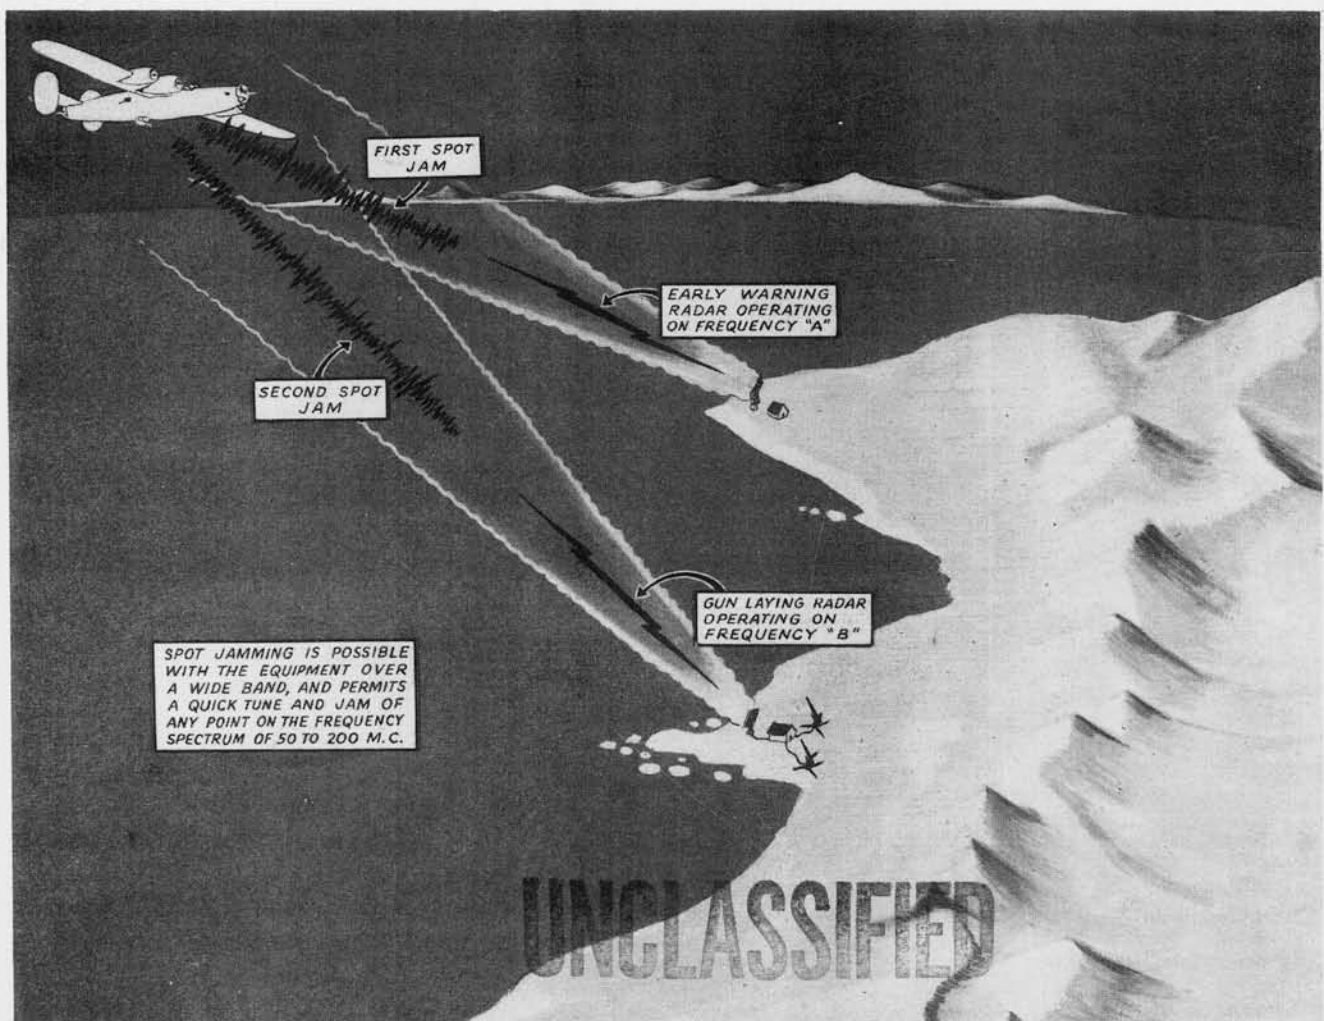 FIRST SPOT
JAM
EARLY WARNING
RADAR OPERATING
ON FREQUENCY "A"
SECOND SPOT
JAM
GUN LAYING RADAR
OPERATING ON
FREQUENCY "B"
SPOT JAMMING IS POSSIBLE
WITH THE EQUIPMENT OVER
A WIDE BAND, AND PERMITS
A QUICK TUNE AND JAM OF
ANY POINT ON THE FREQUENCY
SPECTRUM OF 50 TO 200 M.C.
UNCLASSIFIED